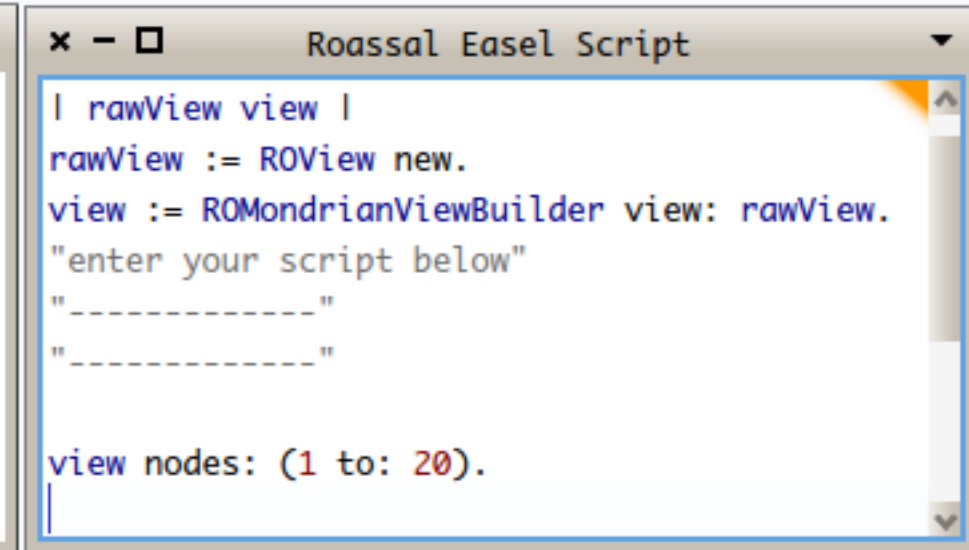 Roassal Easel Script
| rawView view |
rawView := ROView new.
view := ROMondrianViewBuilder view: rawView.
"enter your script below"
"-------------"
"-------------"
view nodes: (1 to: 20).